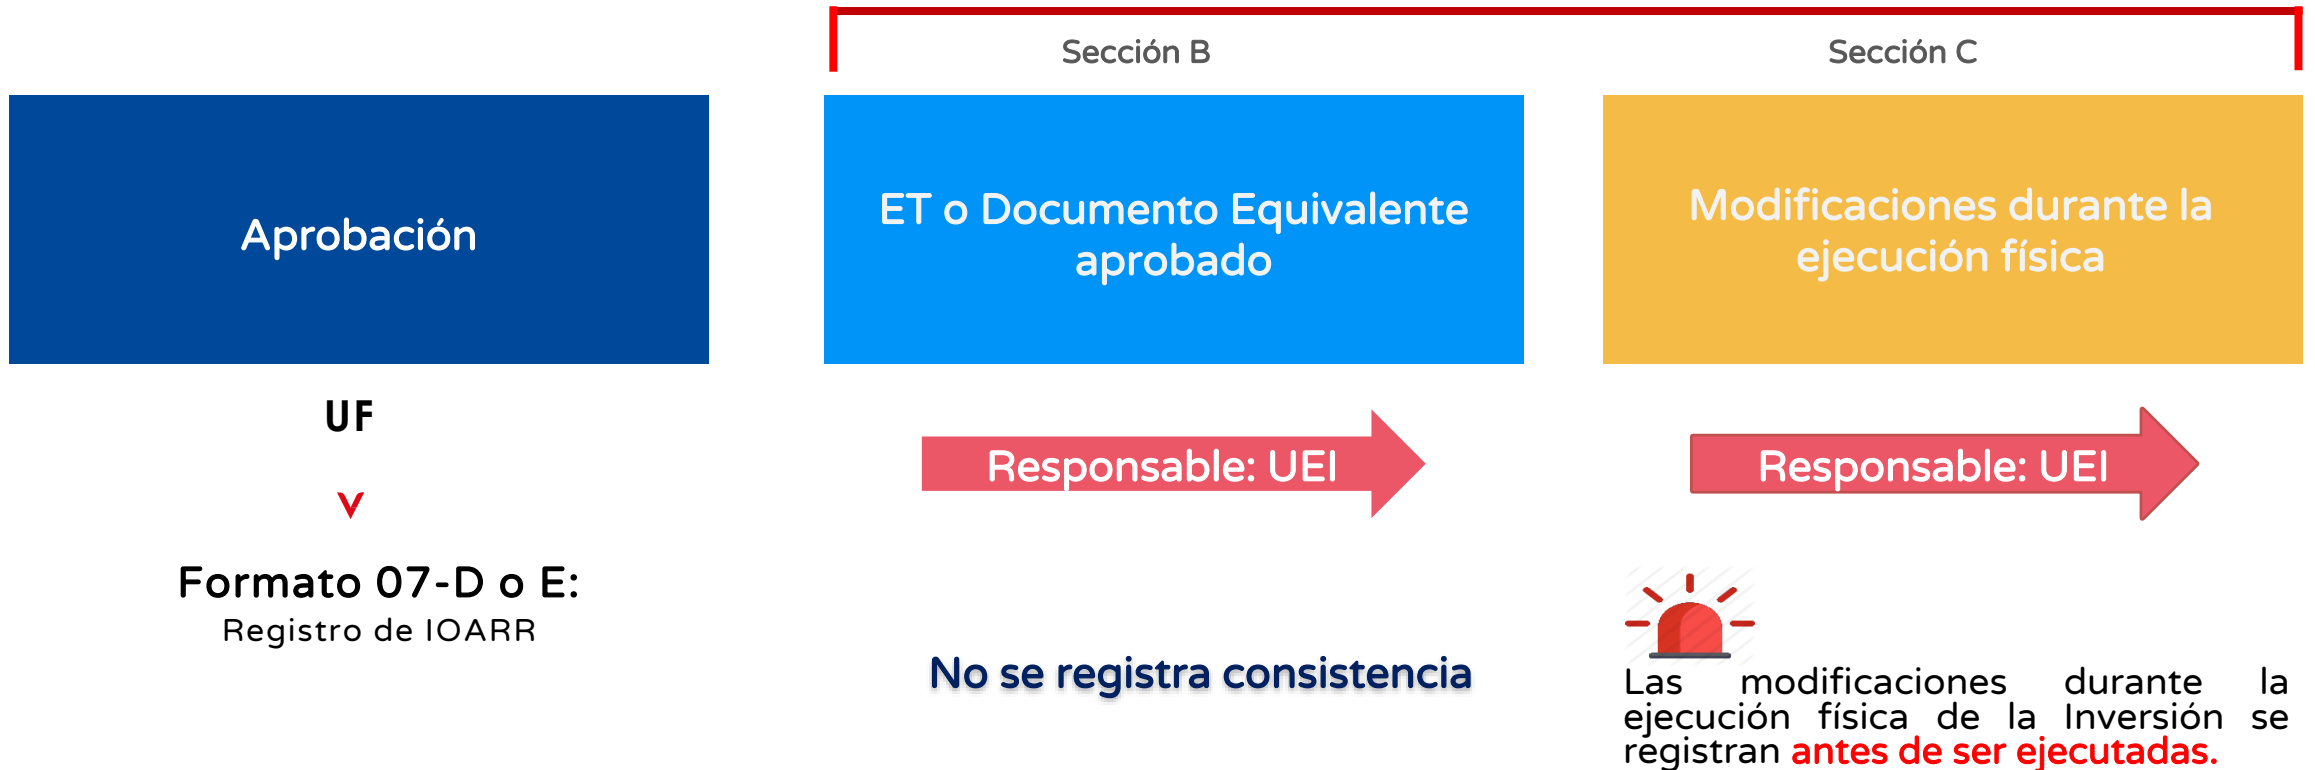 Sección B
Sección C
Aprobación
ET o Documento Equivalente
aprobado
Modificaciones durante la
ejecución física
UF
Responsable: UEI
Responsable: UEI
Formato 07-D o E:
Registro de IOARR
No se registra consistencia
Las modificaciones durante la
ejecución física de la Inversión se
registran antes de ser ejecutadas.